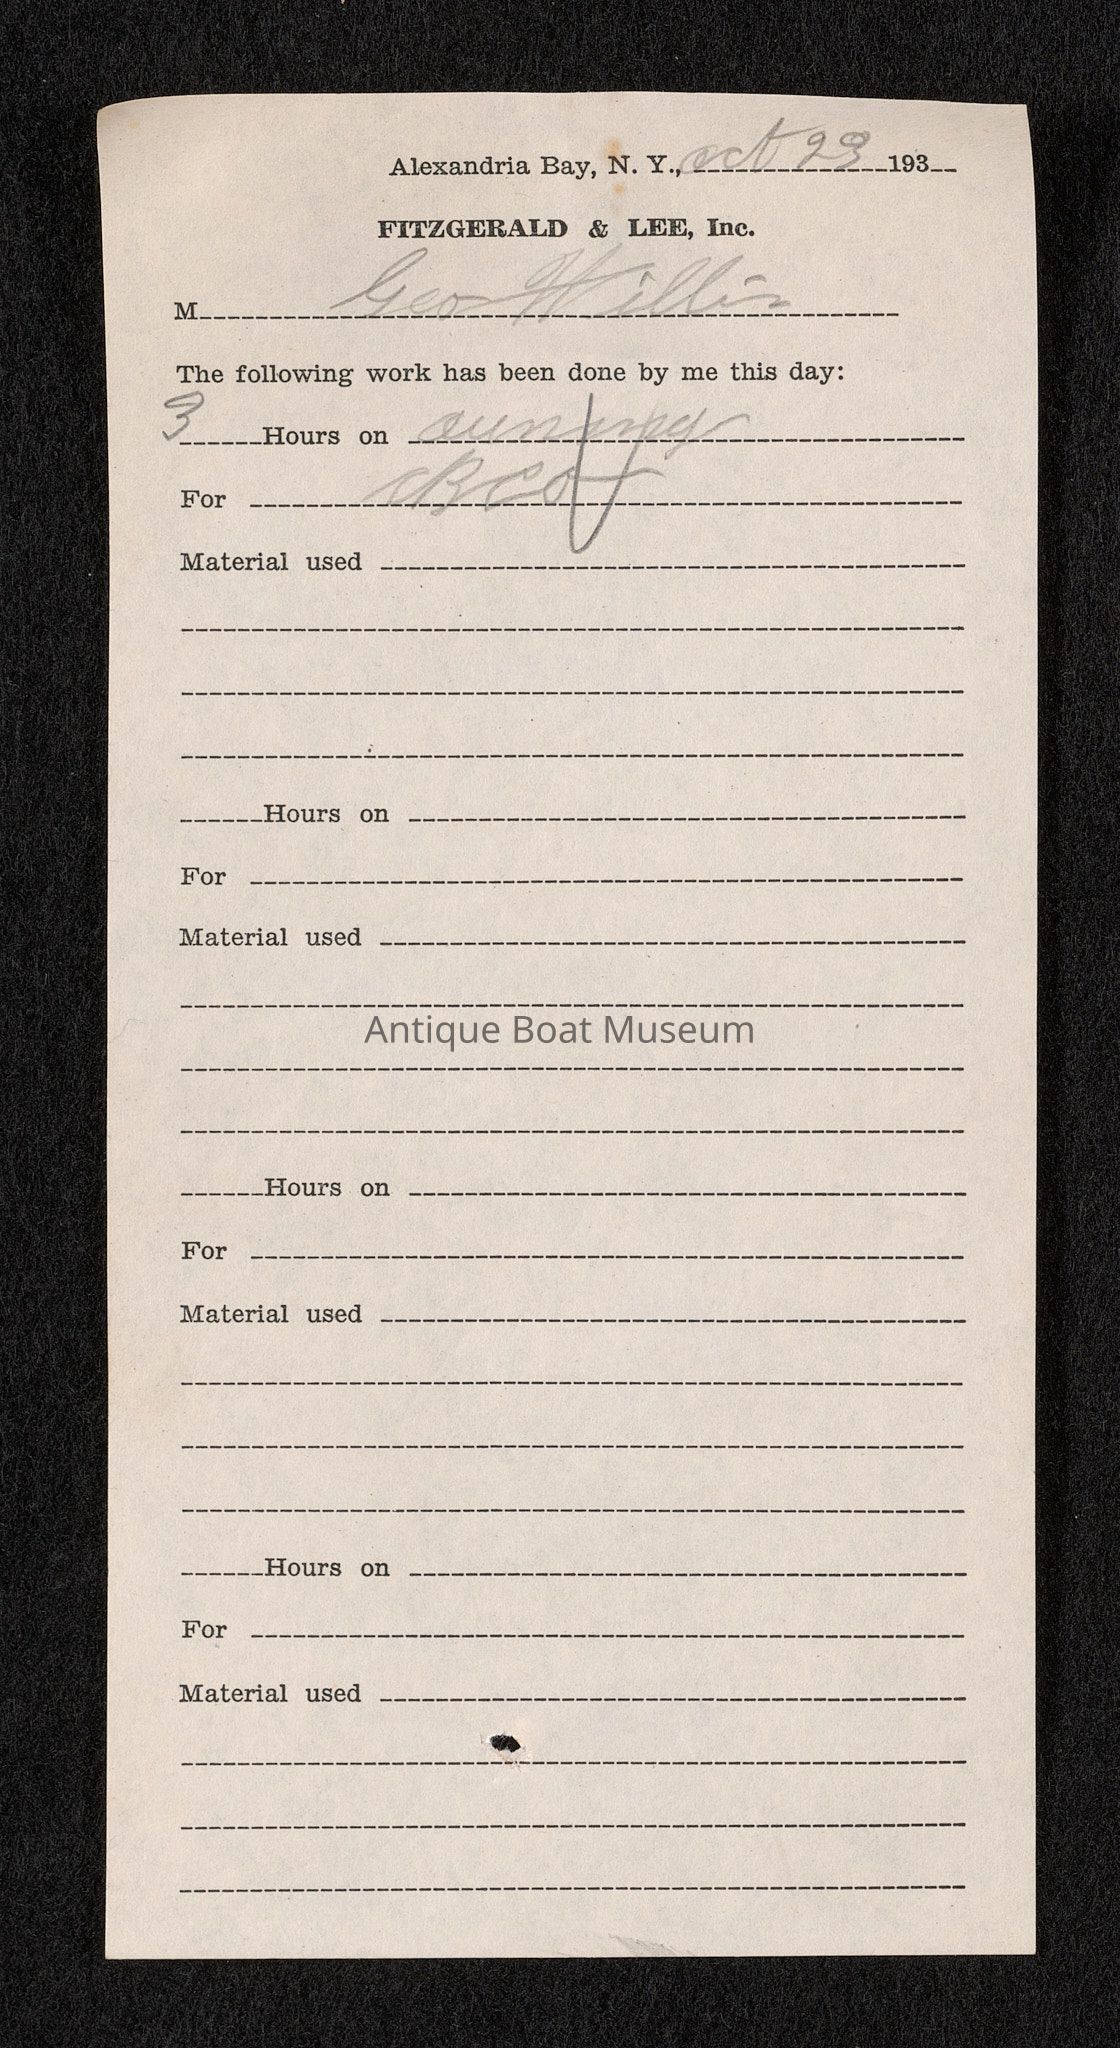 Alexandria Bay, N. Y., oct 23 193
FITZGERALD & LEE, Inc.
M Geo Willis
The following work has been done by me this day:
3 Hours on
For
Material used
Hours on
For
Material used
Antique Boat Museum
Hours on
For
Material used
Hours on
For
Material used